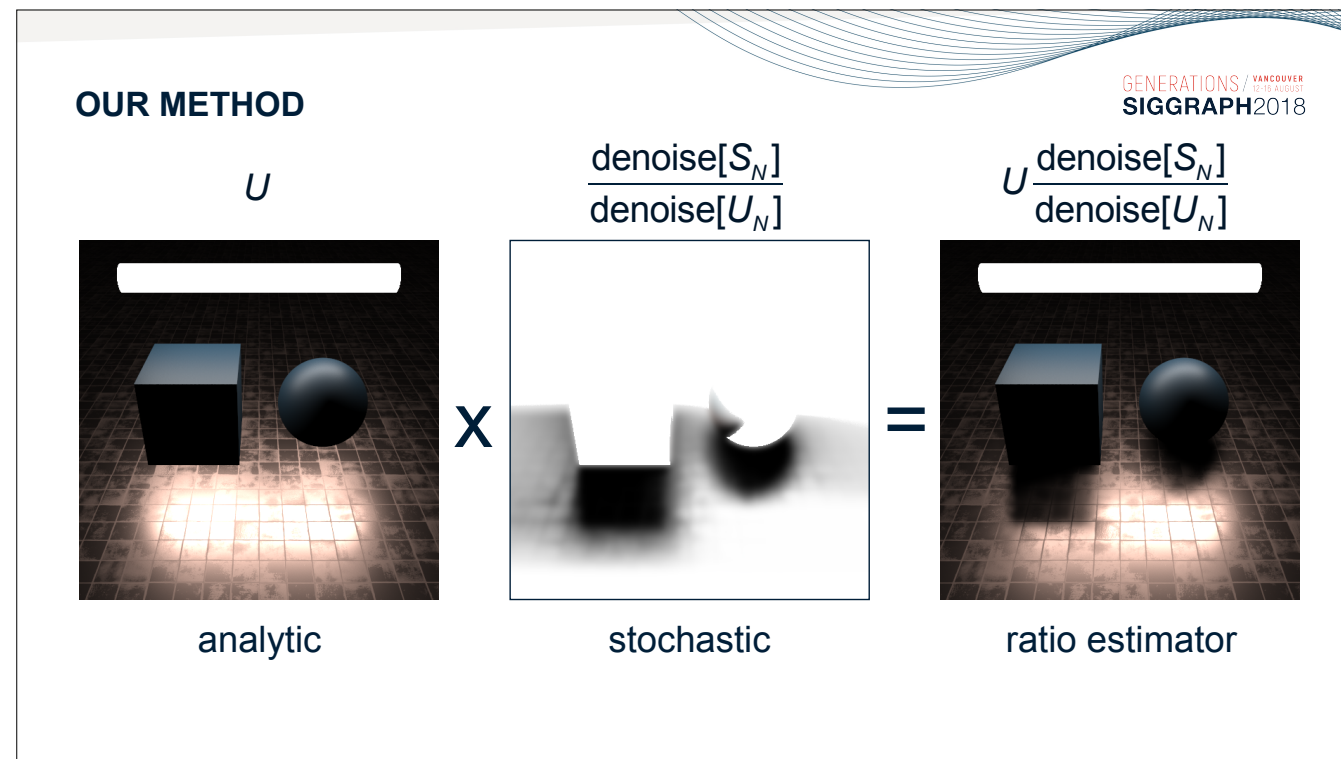 GENERATIONS / VANCOUVER 12-16 AUGUST
SIGGRAPH2018
OUR METHOD
U
denoise[S_N]
denoise[U_N]
U denoise[S_N]
denoise[U_N]
x
=
analytic
stochastic
ratio estimator